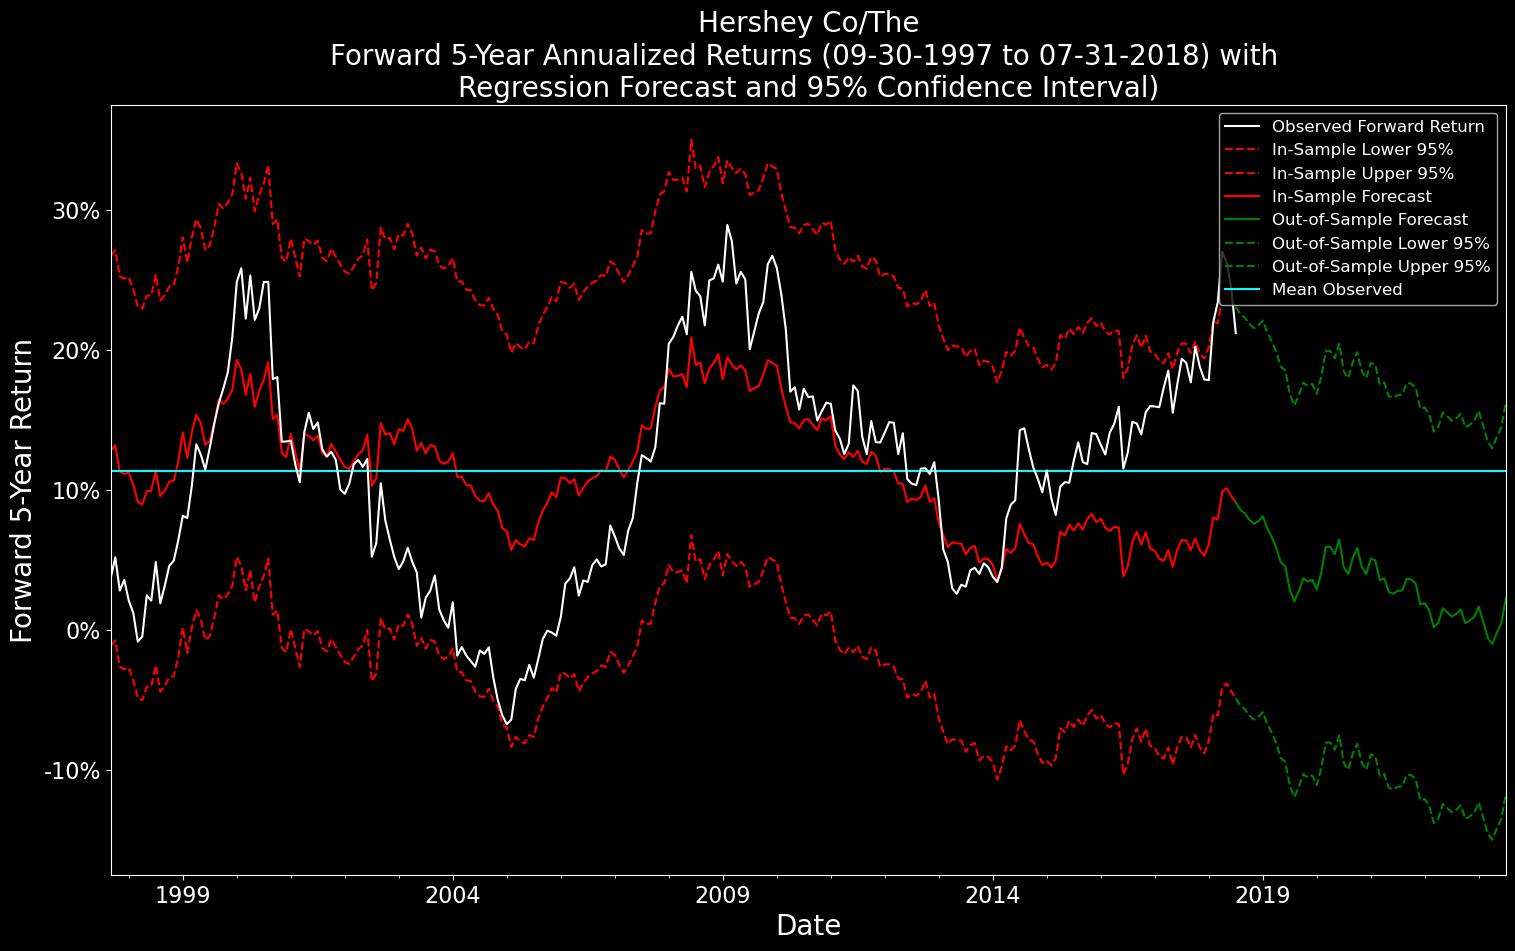 Hershey Co/The
Forward 5-Year Annualized Returns (09-30-1997 to 07-31-2018) with
Regression Forecast and 95% Confidence Interval)
Observed Forward Return
In-Sample Lower 95%
In-Sample Upper 95%
In-Sample Forecast
Out-of-Sample Forecast
Out-of-Sample Lower 95%
Out-of-Sample Upper 95%
Mean Observed
Forward 5-Year Return
30%
20%
10%
0%
-10%
1999
2004
2009
2014
2019
Date